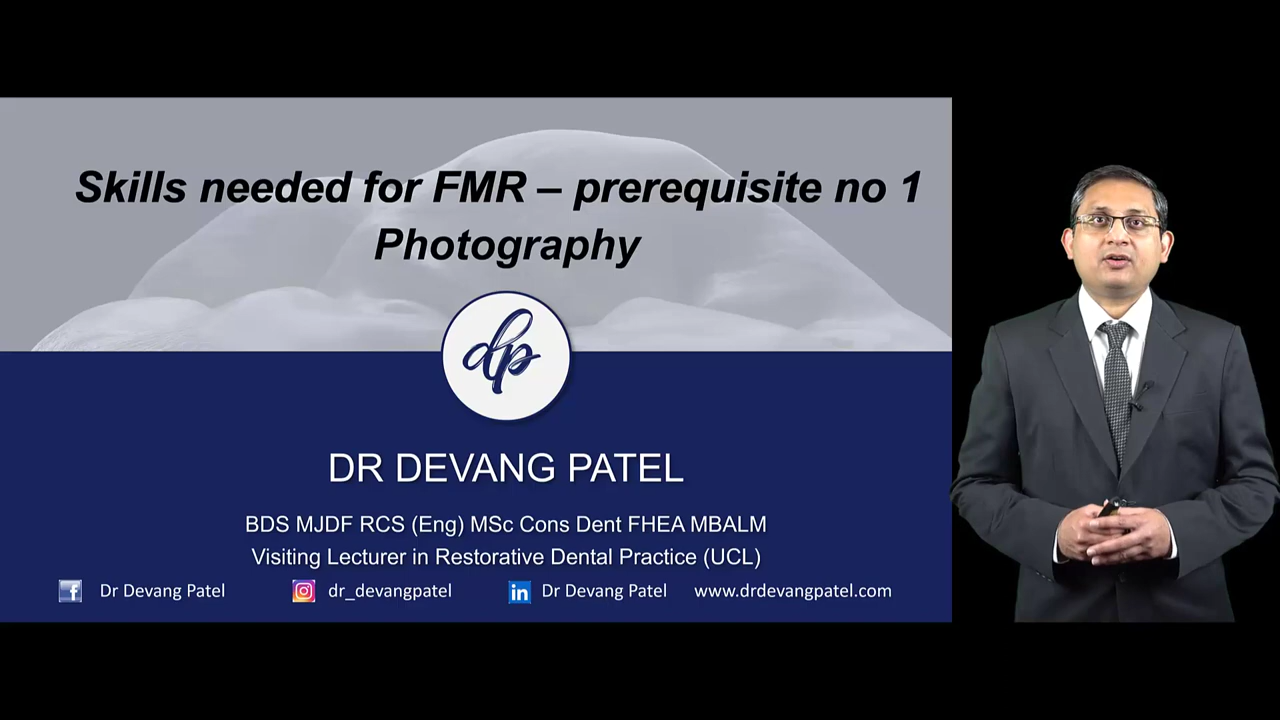 Skills needed for FMR – prerequisite no 1
Photography
dp
DR DEVANG PATEL
BDS MJDF RCS (Eng) MSc Cons Dent FHEA MBALM
Visiting Lecturer in Restorative Dental Practice (UCL)
f Dr Devang Patel dr_devangpatel in Dr Devang Patel www.drdevangpatel.com